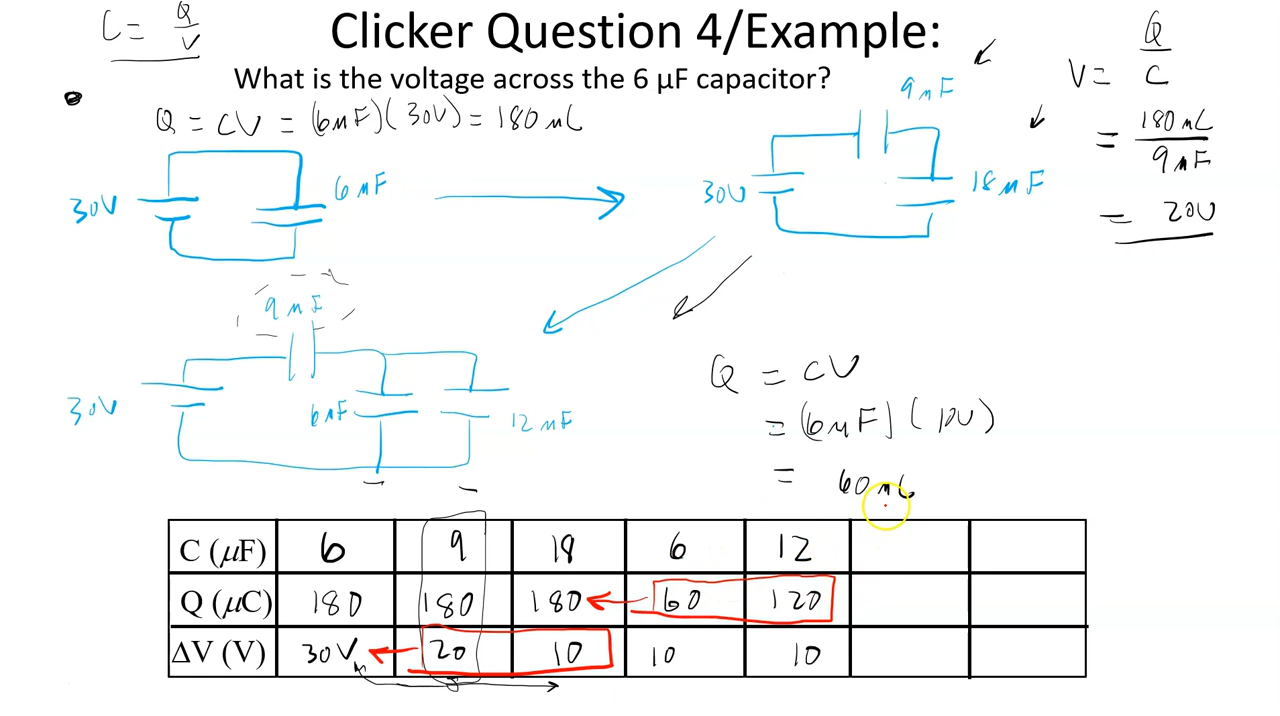 C = Q/V
Clicker Question 4/Example:
What is the voltage across the 6 μF capacitor?
Q = CV = (6μF)(30V) = 180 μC
V = Q/C
= 180 μC / 9 μF
= 20V
30V
6 μF
9 μF
30V
18 μF
9 μF
30V
6μF
12 μF
Q = CV
= (6μF)(10V)
= 60 μC
C (μF) 6 9 18 6 12
Q (μC) 180 180 180 60 120
ΔV (V) 30V 20 10 10 10